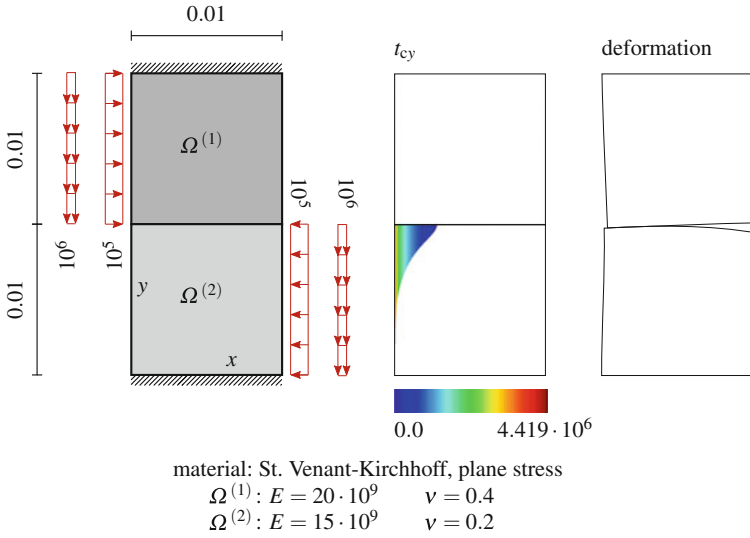 0.01
t_cy
deformation
0.01
Ω^(1)
10^6
10^5
10^5
10^6
0.01
y
Ω^(2)
x
0.0
4.419 · 10^6
material: St. Venant-Kirchhoff, plane stress
Ω^(1): E = 20 · 10^9 ν = 0.4
Ω^(2): E = 15 · 10^9 ν = 0.2